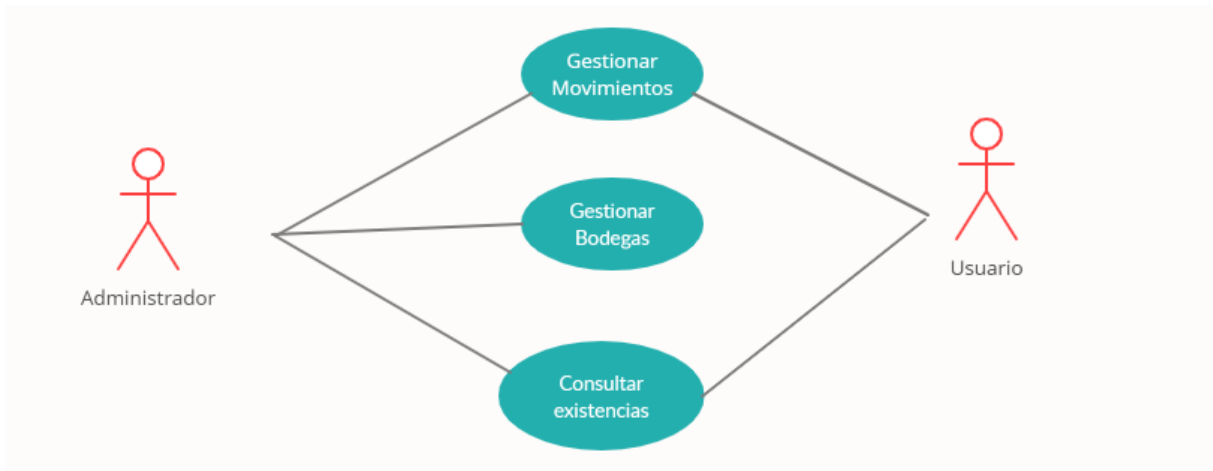 Gestionar
Movimientos
Gestionar
Bodegas
Usuario
Administrador
Consultar
existencias